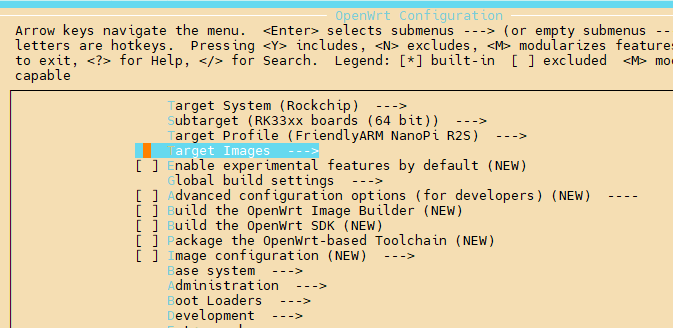 OpenWrt Configuration
Arrow keys navigate the menu. <Enter> selects submenus ---> (or empty submenus --
letters are hotkeys. Pressing <Y> includes, <N> excludes, <M> modularizes features
to exit, <?> for Help, </> for Search. Legend: [*] built-in [ ] excluded <M> mo
capable
Target System (Rockchip) --->
Subtarget (RK33xx boards (64 bit)) --->
Target Profile (FriendlyARM NanoPi R2S) --->
Target Images --->
[ ] Enable experimental features by default (NEW)
Global build settings --->
[ ] Advanced configuration options (for developers) (NEW) ----
[ ] Build the OpenWrt Image Builder (NEW)
[ ] Build the OpenWrt SDK (NEW)
[ ] Package the OpenWrt-based Toolchain (NEW)
[ ] Image configuration (NEW) --->
Base system --->
Administration --->
Boot Loaders --->
Development --->